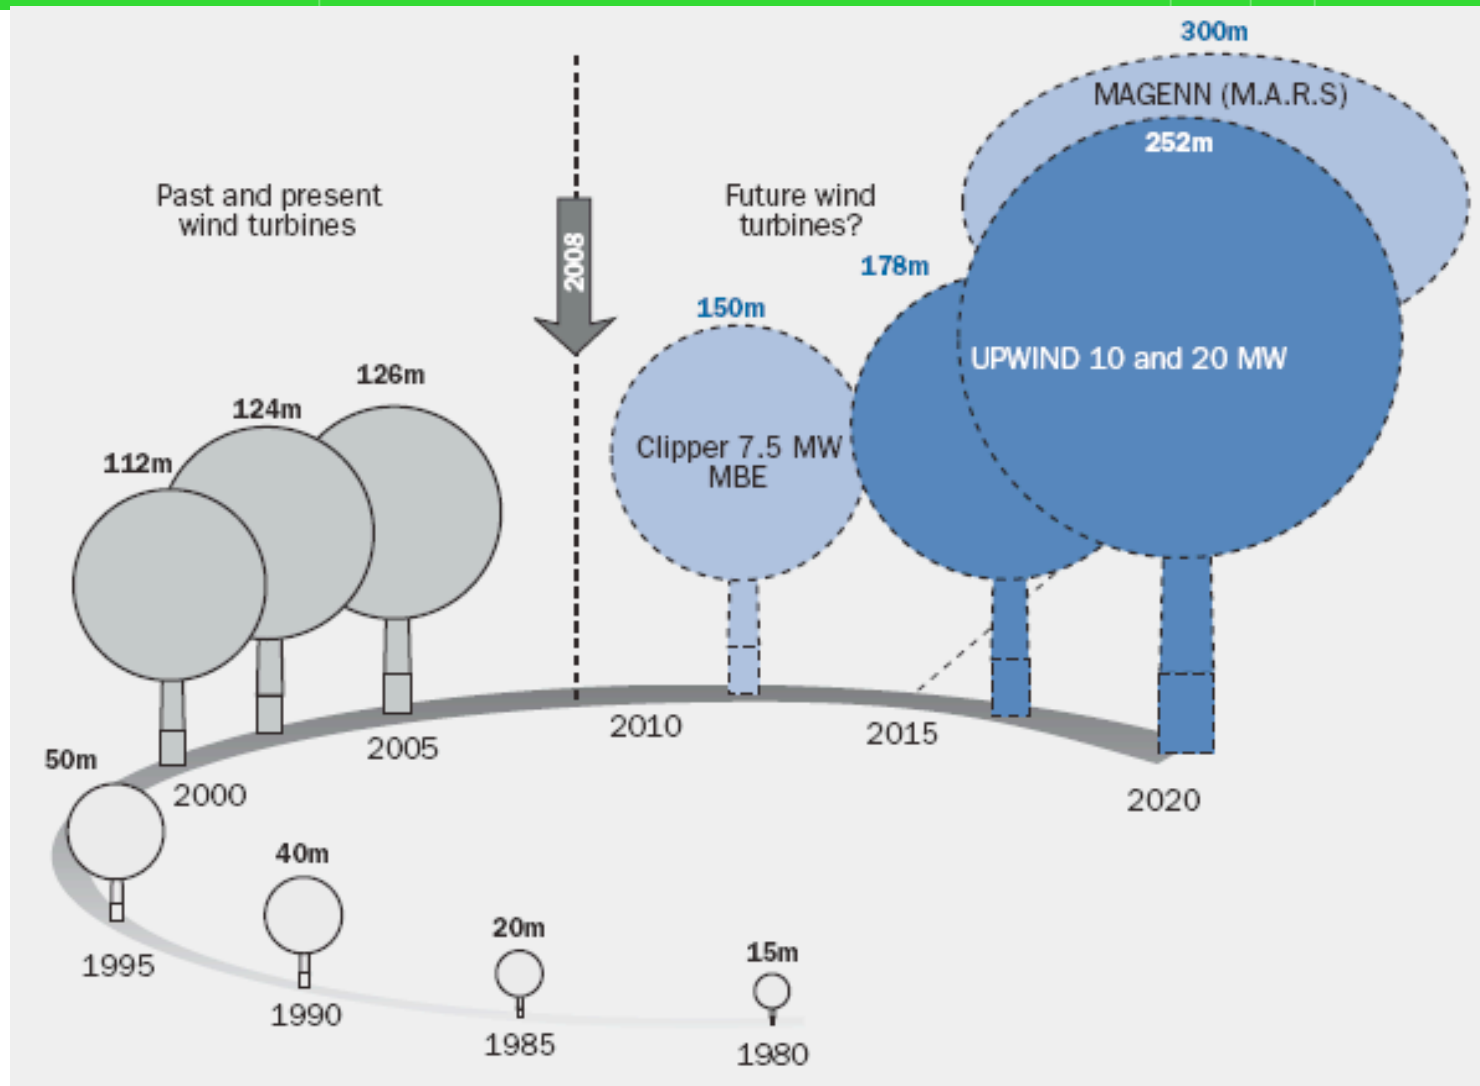 300m
MAGENN (M.A.R.S)
252m
Past and present
wind turbines
Future wind
turbines?
2008
178m
150m
UPWIND 10 and 20 MW
126m
124m
112m
Clipper 7.5 MW
MBE
2010
2015
2005
50m
2000
2020
40m
20m
15m
1995
1990
1985
1980